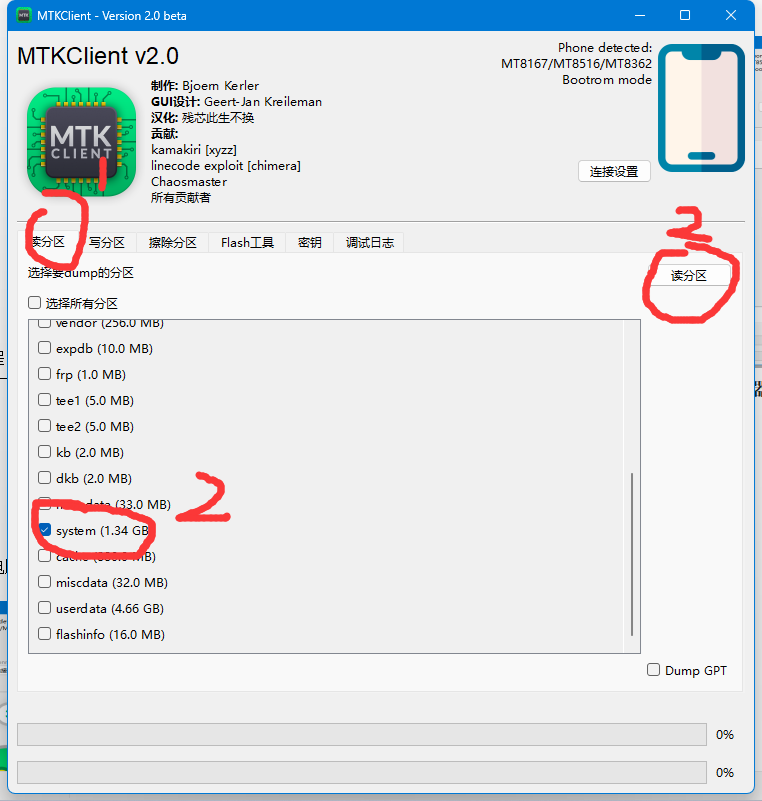 MTKClient - Version 2.0 beta
MTKClient v2.0
Phone detected:
MT8167/MT8516/MT8362
Bootrom mode
MTK
CLIENT
制作: Bjoem Kerler
GUI设计: Geert-Jan Kreileman
汉化: 残芯此生不换
贡献:
kamakiri [xyzz]
linecode exploit [chimera]
Chaosmaster
所有贡献者
连接设置
1
读分区 写分区 擦除分区 Flash工具 密钥 调试日志
3
选择要dump的分区
读分区
选择所有分区
vendor (256.0 MB)
expdb (10.0 MB)
frp (1.0 MB)
tee1 (5.0 MB)
tee2 (5.0 MB)
kb (2.0 MB)
dkb (2.0 MB)
(33.0 MB)
2
system (1.34 GB
cache MB)
miscdata (32.0 MB)
userdata (4.66 GB)
flashinfo (16.0 MB)
Dump GPT
0%
0%